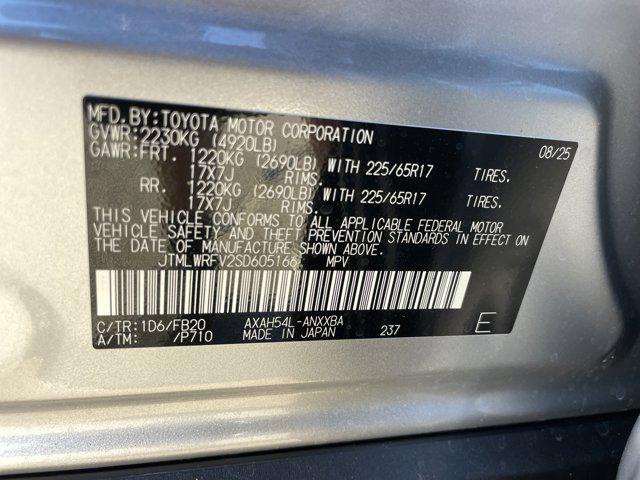 MFD.BY:TOYOTA MOTOR CORPORATION 08/25
GVWR:2230KG (4920LB)
GAWR:FRT. 1220KG (2690LB) WITH 225/65R17 TIRES,
17X7J RIMS,
RR. 1220KG (2690LB) WITH 225/65R17 TIRES,
17X7J RIMS.
THIS VEHICLE CONFORMS TO ALL APPLICABLE FEDERAL MOTOR
VEHICLE SAFETY AND THEFT PREVENTION STANDARDS IN EFFECT ON
THE DATE OF MANUFACTURE SHOWN ABOVE.
JTMLWRFV2SD605166 MPV
C/TR:1D6/FB20 AXAH54L-ANXXBA
A/TM: /P710 MADE IN JAPAN 237 E